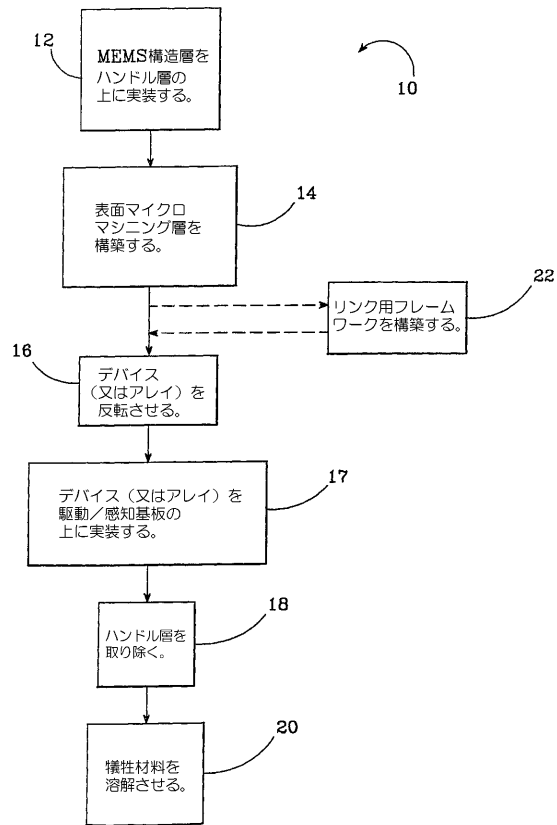 12
MEMS構造層を
ハンドル層の
上に実装する。
10
14
表面マイクロ
マシニング層を
構築する。
22
リンク用フレーム
ワークを構築する。
16
デバイス
(又はアレイ)を
反転させる。
17
デバイス(又はアレイ)を
駆動/感知基板の
上に実装する。
18
ハンドル層を
取り除く。
20
犠牲材料を
溶解させる。